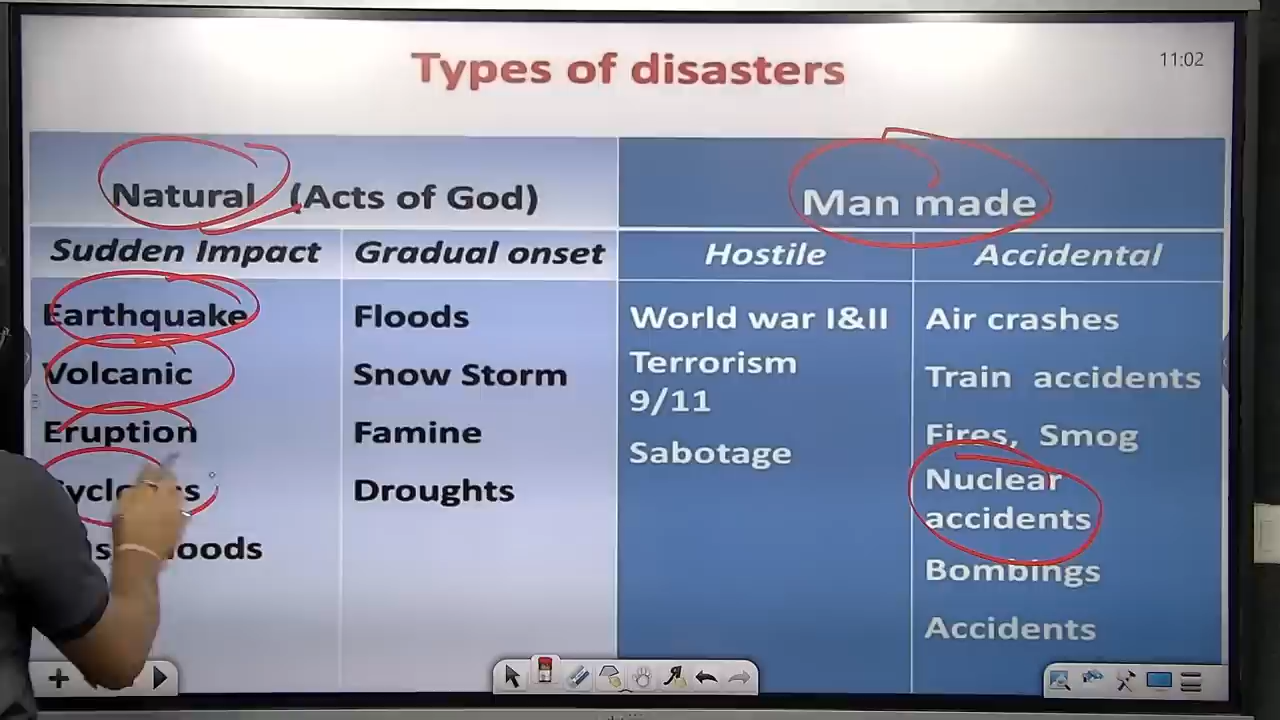 Types of disasters
11:02
Natural (Acts of God)
Man made
Sudden Impact
Gradual onset
Hostile
Accidental
Earthquake
Volcanic
Eruption
Floods
Snow Storm
Famine
Droughts
World war I&II
Terrorism
9/11
Sabotage
Air crashes
Train accidents
Fires, Smog
Nuclear
accidents
Bombings
Accidents